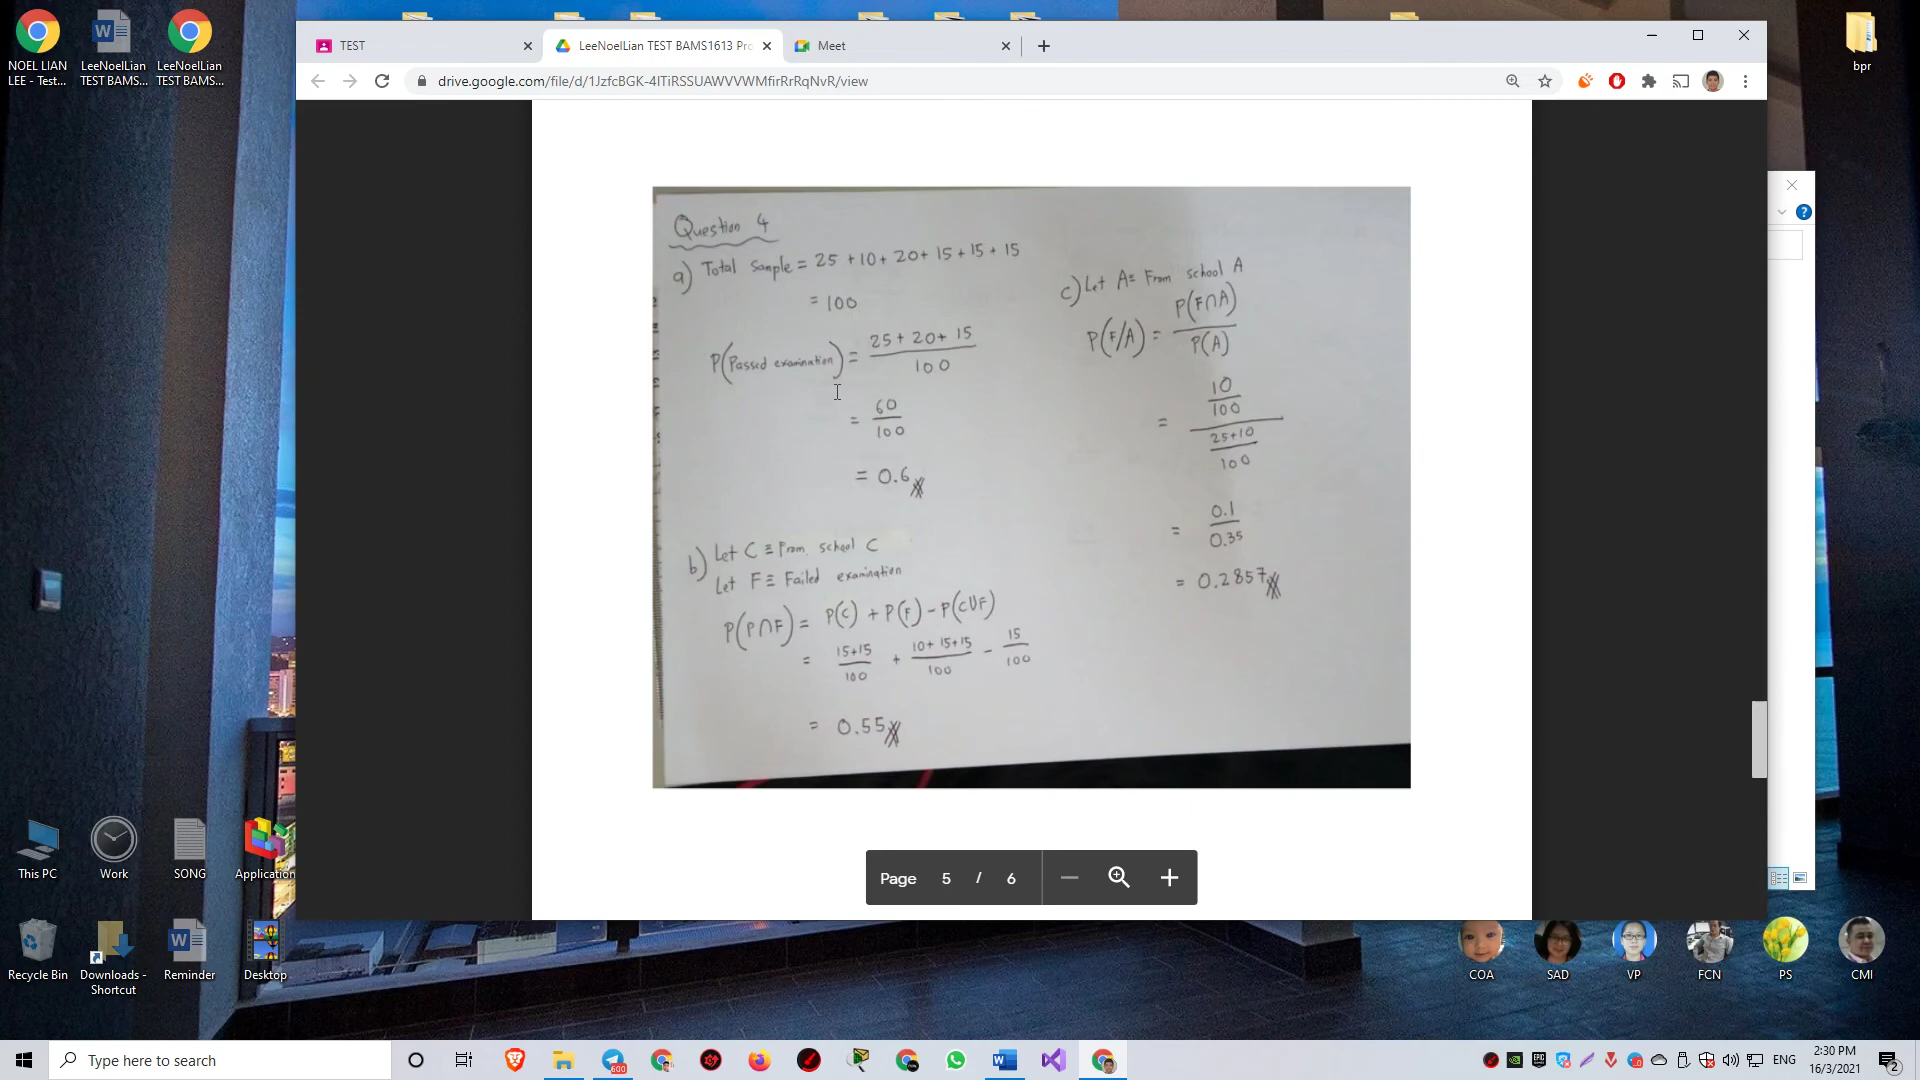 NOEL LIAN LEE - Test...
LeeNoelLian TEST BAMS...
LeeNoelLian TEST BAMS...
bpr
TEST
LeeNoelLian TEST BAMS1613 Pro
Meet
drive.google.com/file/d/1JzfcBGK-4lTiRSSUAWVVWMfirRrRqNvR/view
Question 4
a) Total Sample = 25 + 10 + 20 + 15 + 15 + 15
= 100
P(Passed examination) = 25 + 20 + 15 / 100
= 60 / 100
= 0.6
b) Let C ≡ From school C
Let F ≡ Failed examination
P(P∩F) = P(C) + P(F) - P(C∪F)
= 15+15 / 100 + 10+15+15 / 100 - 15 / 100
= 0.55
c) Let A ≡ From school A
P(F/A) = P(F∩A) / P(A)
= 10/100 / 25+10/100
= 0.1 / 0.35
= 0.2857
Page 5 / 6
This PC
Work
SONG
Application
Recycle Bin
Downloads - Shortcut
Reminder
Desktop
COA
SAD
VP
FCN
PS
CMI
Type here to search
600
ENG
2:30 PM
16/3/2021
2